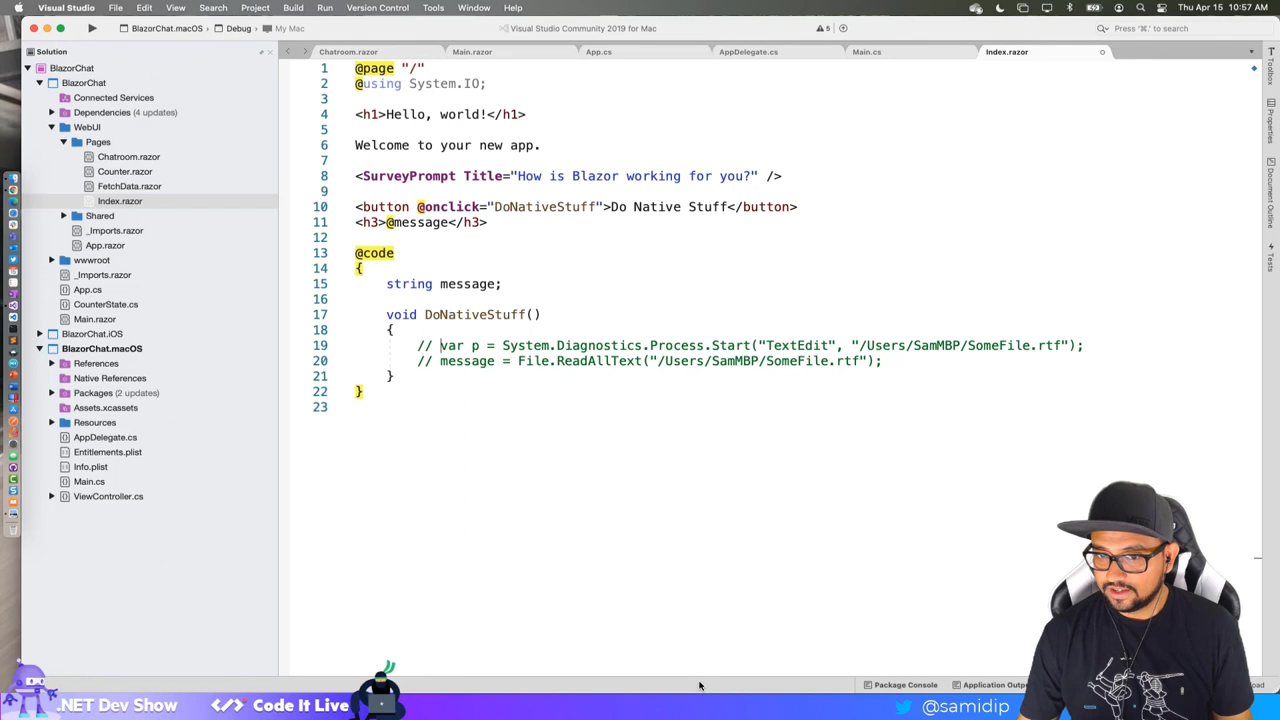 Visual Studio File Edit View Search Project Build Run Version Control Tools Window Help
Thu Apr 15 10:57 AM
BlazorChat.macOS > Debug > My Mac
Visual Studio Community 2019 for Mac
5
Press '⌘.' to search
Solution
Chatroom.razor Main.razor App.cs AppDelegate.cs Main.cs Index.razor
BlazorChat
BlazorChat
Connected Services
Dependencies (4 updates)
WebUI
Pages
Chatroom.razor
Counter.razor
FetchData.razor
Index.razor
Shared
_Imports.razor
App.razor
wwwroot
_Imports.razor
App.cs
CounterState.cs
Main.razor
BlazorChat.iOS
BlazorChat.macOS
References
Native References
Packages (2 updates)
Assets.xcassets
Resources
AppDelegate.cs
Entitlements.plist
Info.plist
Main.cs
ViewController.cs
1 @page "/"
2 @using System.IO;
3
4 <h1>Hello, world!</h1>
5
6 Welcome to your new app.
7
8 <SurveyPrompt Title="How is Blazor working for you?" />
9
10 <button @onclick="DoNativeStuff">Do Native Stuff</button>
11 <h3>@message</h3>
12
13 @code
14 {
15 string message;
16
17 void DoNativeStuff()
18 {
19 // var p = System.Diagnostics.Process.Start("TextEdit", "/Users/SamMBP/SomeFile.rtf");
20 // message = File.ReadAllText("/Users/SamMBP/SomeFile.rtf");
21 }
22 }
23
Toolbox
Properties
Document Outline
Tests
Package Console
Application Outp
.NET Dev Show
</> Code It Live
@samidip